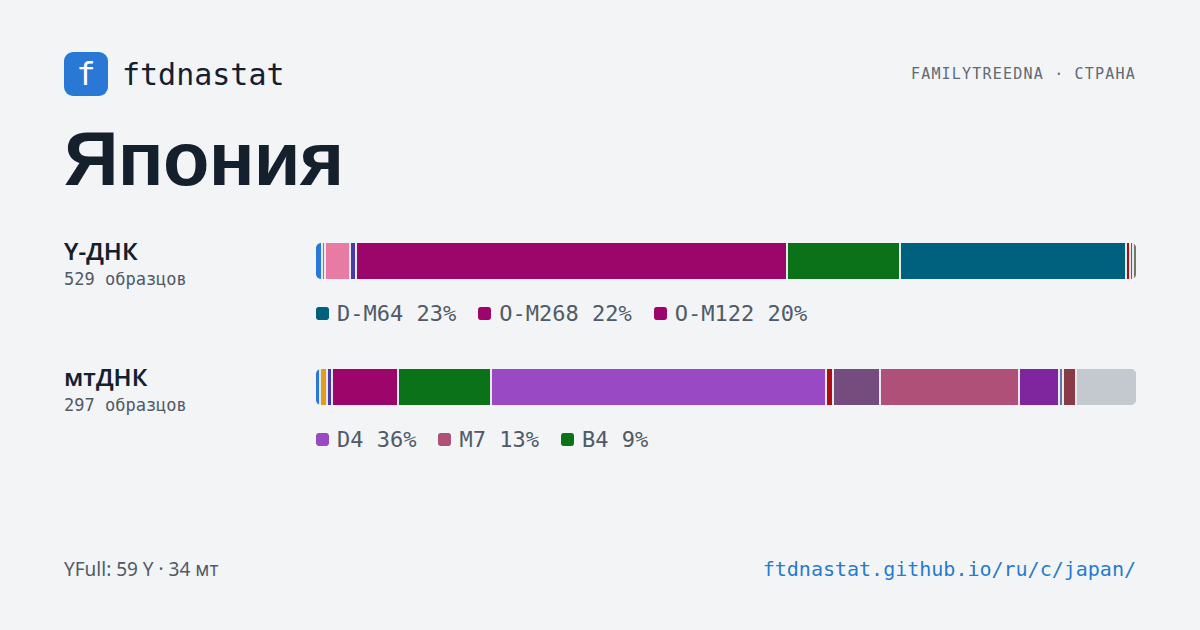 f ftdnastat
FAMILYTREEDNA · СТРАНА
Япония
Y-ДНК
529 образцов
D-M64 23% O-M268 22% O-M122 20%
мтДНК
297 образцов
D4 36% M7 13% B4 9%
YFull: 59 Y · 34 мт
ftdnastat.github.io/ru/c/japan/